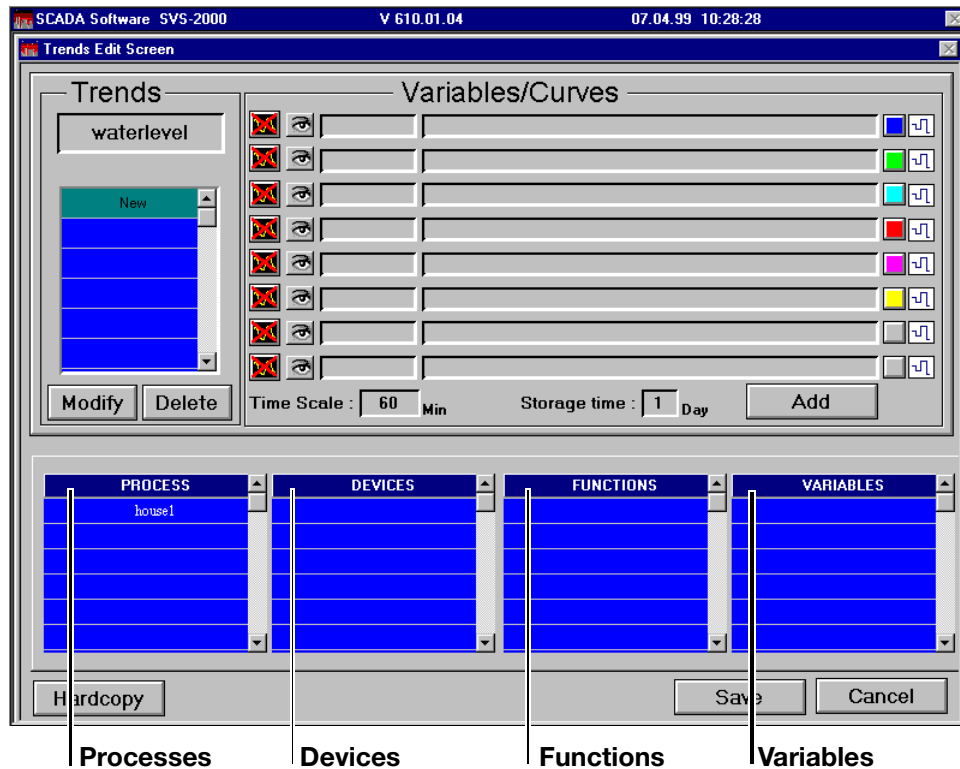 SCADA Software SVS-2000 V 610.01.04 07.04.99 10:28:28
Trends Edit Screen
Trends
Variables/Curves
waterlevel
New
Modify Delete
Time Scale : 60 Min Storage time : 1 Day Add
PROCESS DEVICES FUNCTIONS VARIABLES
house1
Hardcopy Save Cancel
Processes Devices Functions Variables